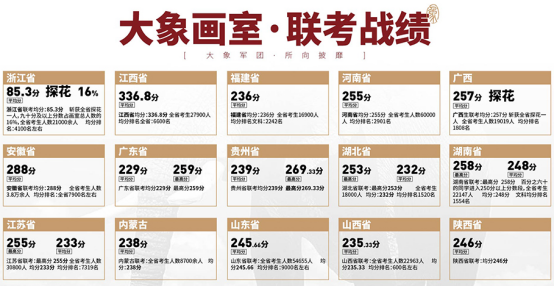 大象画室·联考战绩
[ 大象军团·所向披靡 ]
浙江省
85.3分 探花 16%
平均分
浙江省联考均分:85.3分 斩获全省探花
一人,九十分及以上分数占画室总人数的
16%,全省考生人数21000余人 均分排
名:4100名左右
江西省
336.8分
平均分
江西省均分:336.8分 全省考生27900人
均分排名全省:6600名
福建省
236分
平均分
福建省均分:236分 全省考生16900人
均分排名文科:2242名
河南省
255分
平均分
河南省均分:255分 全省考生人数60000
人 均分排名:2901名
广西
257分 探花
平均分
广西生联考均分:257分 斩获全省探花一
人 全省考生人数19019人 均分排名
1808名
安徽省
288分
平均分
安徽省联考均分:288分 全省考生人数
3.8万余人 均分排名:全省7900名左右
广东省
229分 259分
平均分 最高分
广东省联考均分229分 最高分259分
贵州省
239分 269.33分
平均分 最高分
贵州省联考均分239分 最高分269.33分
湖北省
253分 232分
最高分 平均分
湖北省联考:最高分253分 全省考生
18000人 均分:232分 均分排名1520名
湖南省
258分 248分
最高分 平均分
湖南省联考:最高分 258分 百分之六十
的同学进入250分以上分数段,全省考生
22147人 均分:248分 文科均分排名
1554名
江苏省
255分 233分
最高分 平均分
江苏省联考:最高分 255分 全省考生人数
30800人 均分233分 均分排名:7319名
内蒙古
238分
平均分
内蒙古联考:全省考生人数6700余人 均
分:238分
山东省
245.66分
平均分
山东省联考:全省考生人数54655人 均
分:245.66 均分排名:9000名左右
山西省
235.33分
平均分
山西省联考:全省考生人数22963人 均
分:235.33 均分排名:600名左右
陕西省
246分
平均分
陕西省联考:均分246分